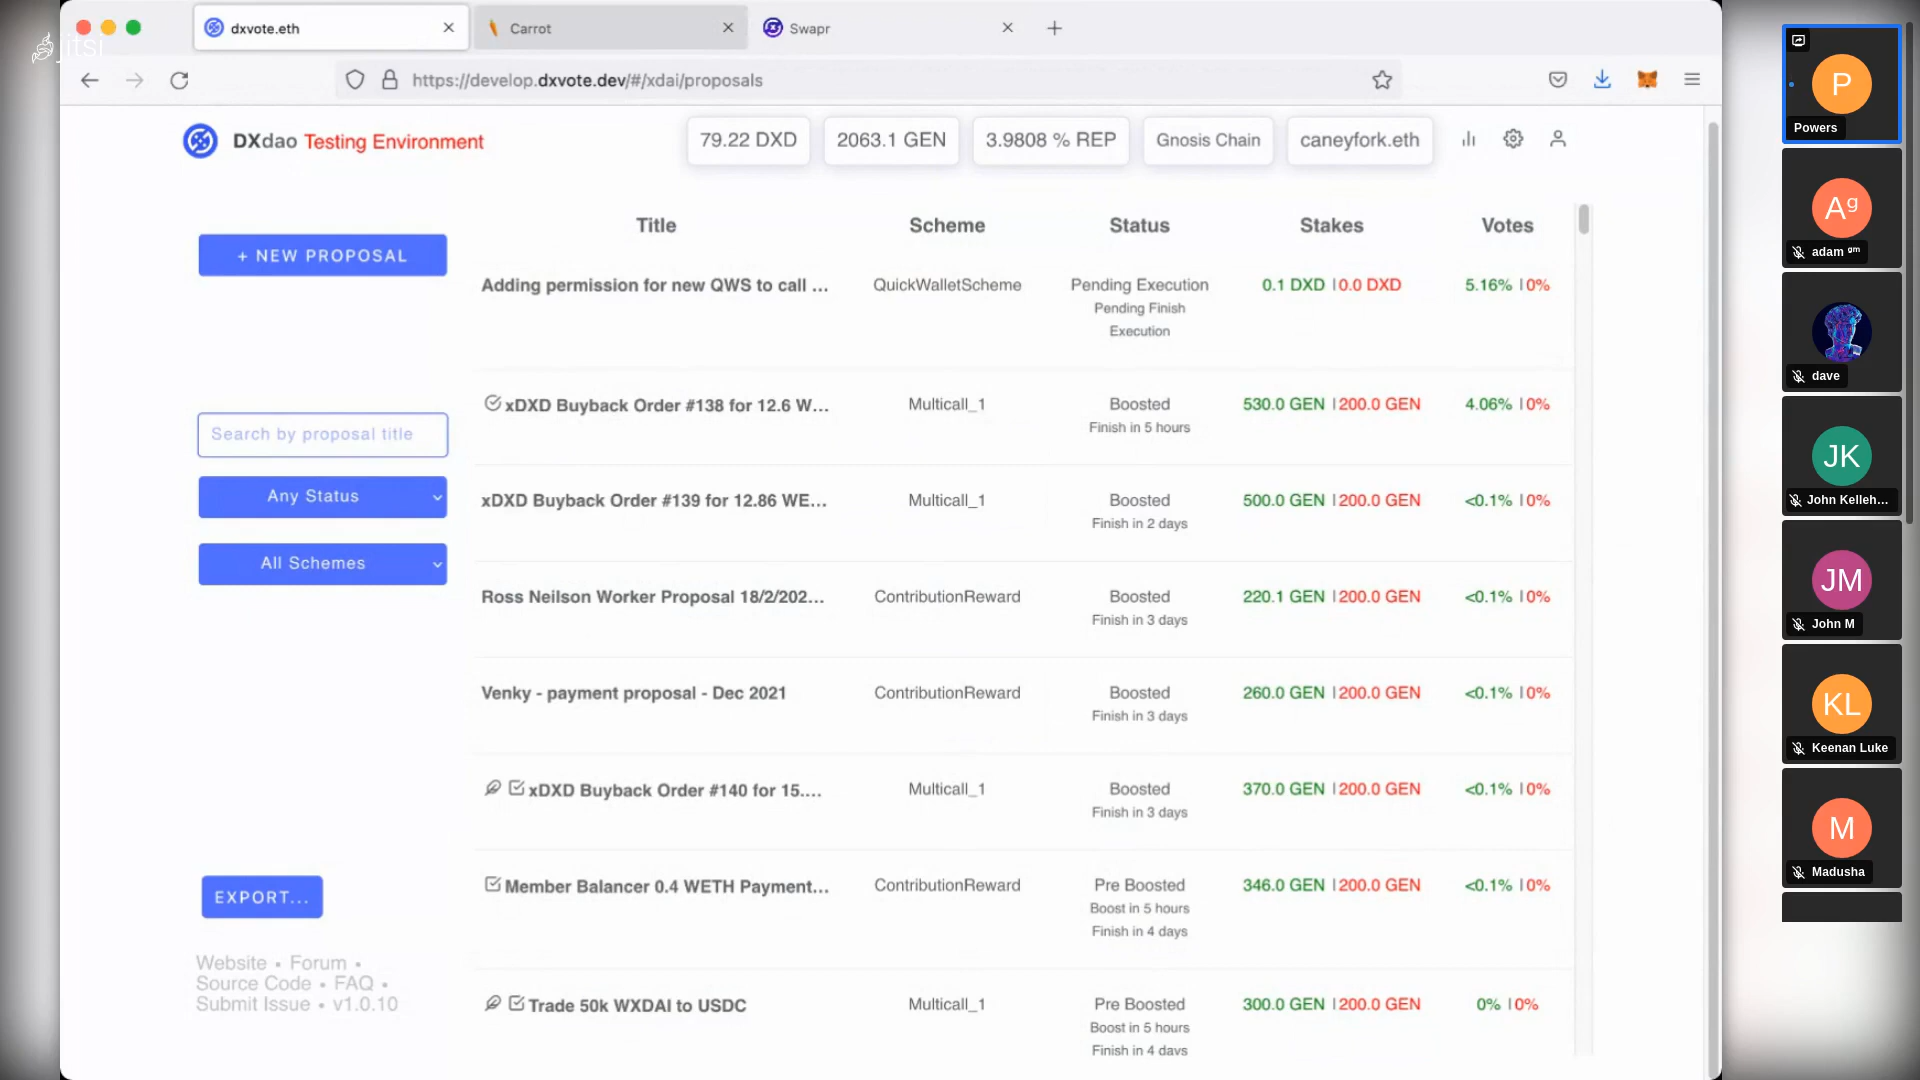 dxvote.eth
Carrot
Swapr
jitsi
https://develop.dxvote.dev/#/xdai/proposals
DXdao Testing Environment
79.22 DXD
2063.1 GEN
3.9808 % REP
Gnosis Chain
caneyfork.eth
+ NEW PROPOSAL
Search by proposal title
Any Status
All Schemes
EXPORT...
Website • Forum •
Source Code • FAQ •
Submit Issue • v1.0.10
Title Scheme Status Stakes Votes
Adding permission for new QWS to call ... QuickWalletScheme Pending Execution 0.1 DXD | 0.0 DXD 5.16% | 0%
Pending Finish
Execution
xDXD Buyback Order #138 for 12.6 W... Multicall_1 Boosted 530.0 GEN | 200.0 GEN 4.06% | 0%
Finish in 5 hours
xDXD Buyback Order #139 for 12.86 WE... Multicall_1 Boosted 500.0 GEN | 200.0 GEN <0.1% | 0%
Finish in 2 days
Ross Neilson Worker Proposal 18/2/202... ContributionReward Boosted 220.1 GEN | 200.0 GEN <0.1% | 0%
Finish in 3 days
Venky - payment proposal - Dec 2021 ContributionReward Boosted 260.0 GEN | 200.0 GEN <0.1% | 0%
Finish in 3 days
xDXD Buyback Order #140 for 15.... Multicall_1 Boosted 370.0 GEN | 200.0 GEN <0.1% | 0%
Finish in 3 days
Member Balancer 0.4 WETH Payment... ContributionReward Pre Boosted 346.0 GEN | 200.0 GEN <0.1% | 0%
Boost in 5 hours
Finish in 4 days
Trade 50k WXDAI to USDC Multicall_1 Pre Boosted 300.0 GEN | 200.0 GEN 0% | 0%
Boost in 5 hours
Finish in 4 days
P
Powers
Aᵍ
adam ᵍᵐ
dave
JK
John Kelleh...
JM
John M
KL
Keenan Luke
M
Madusha